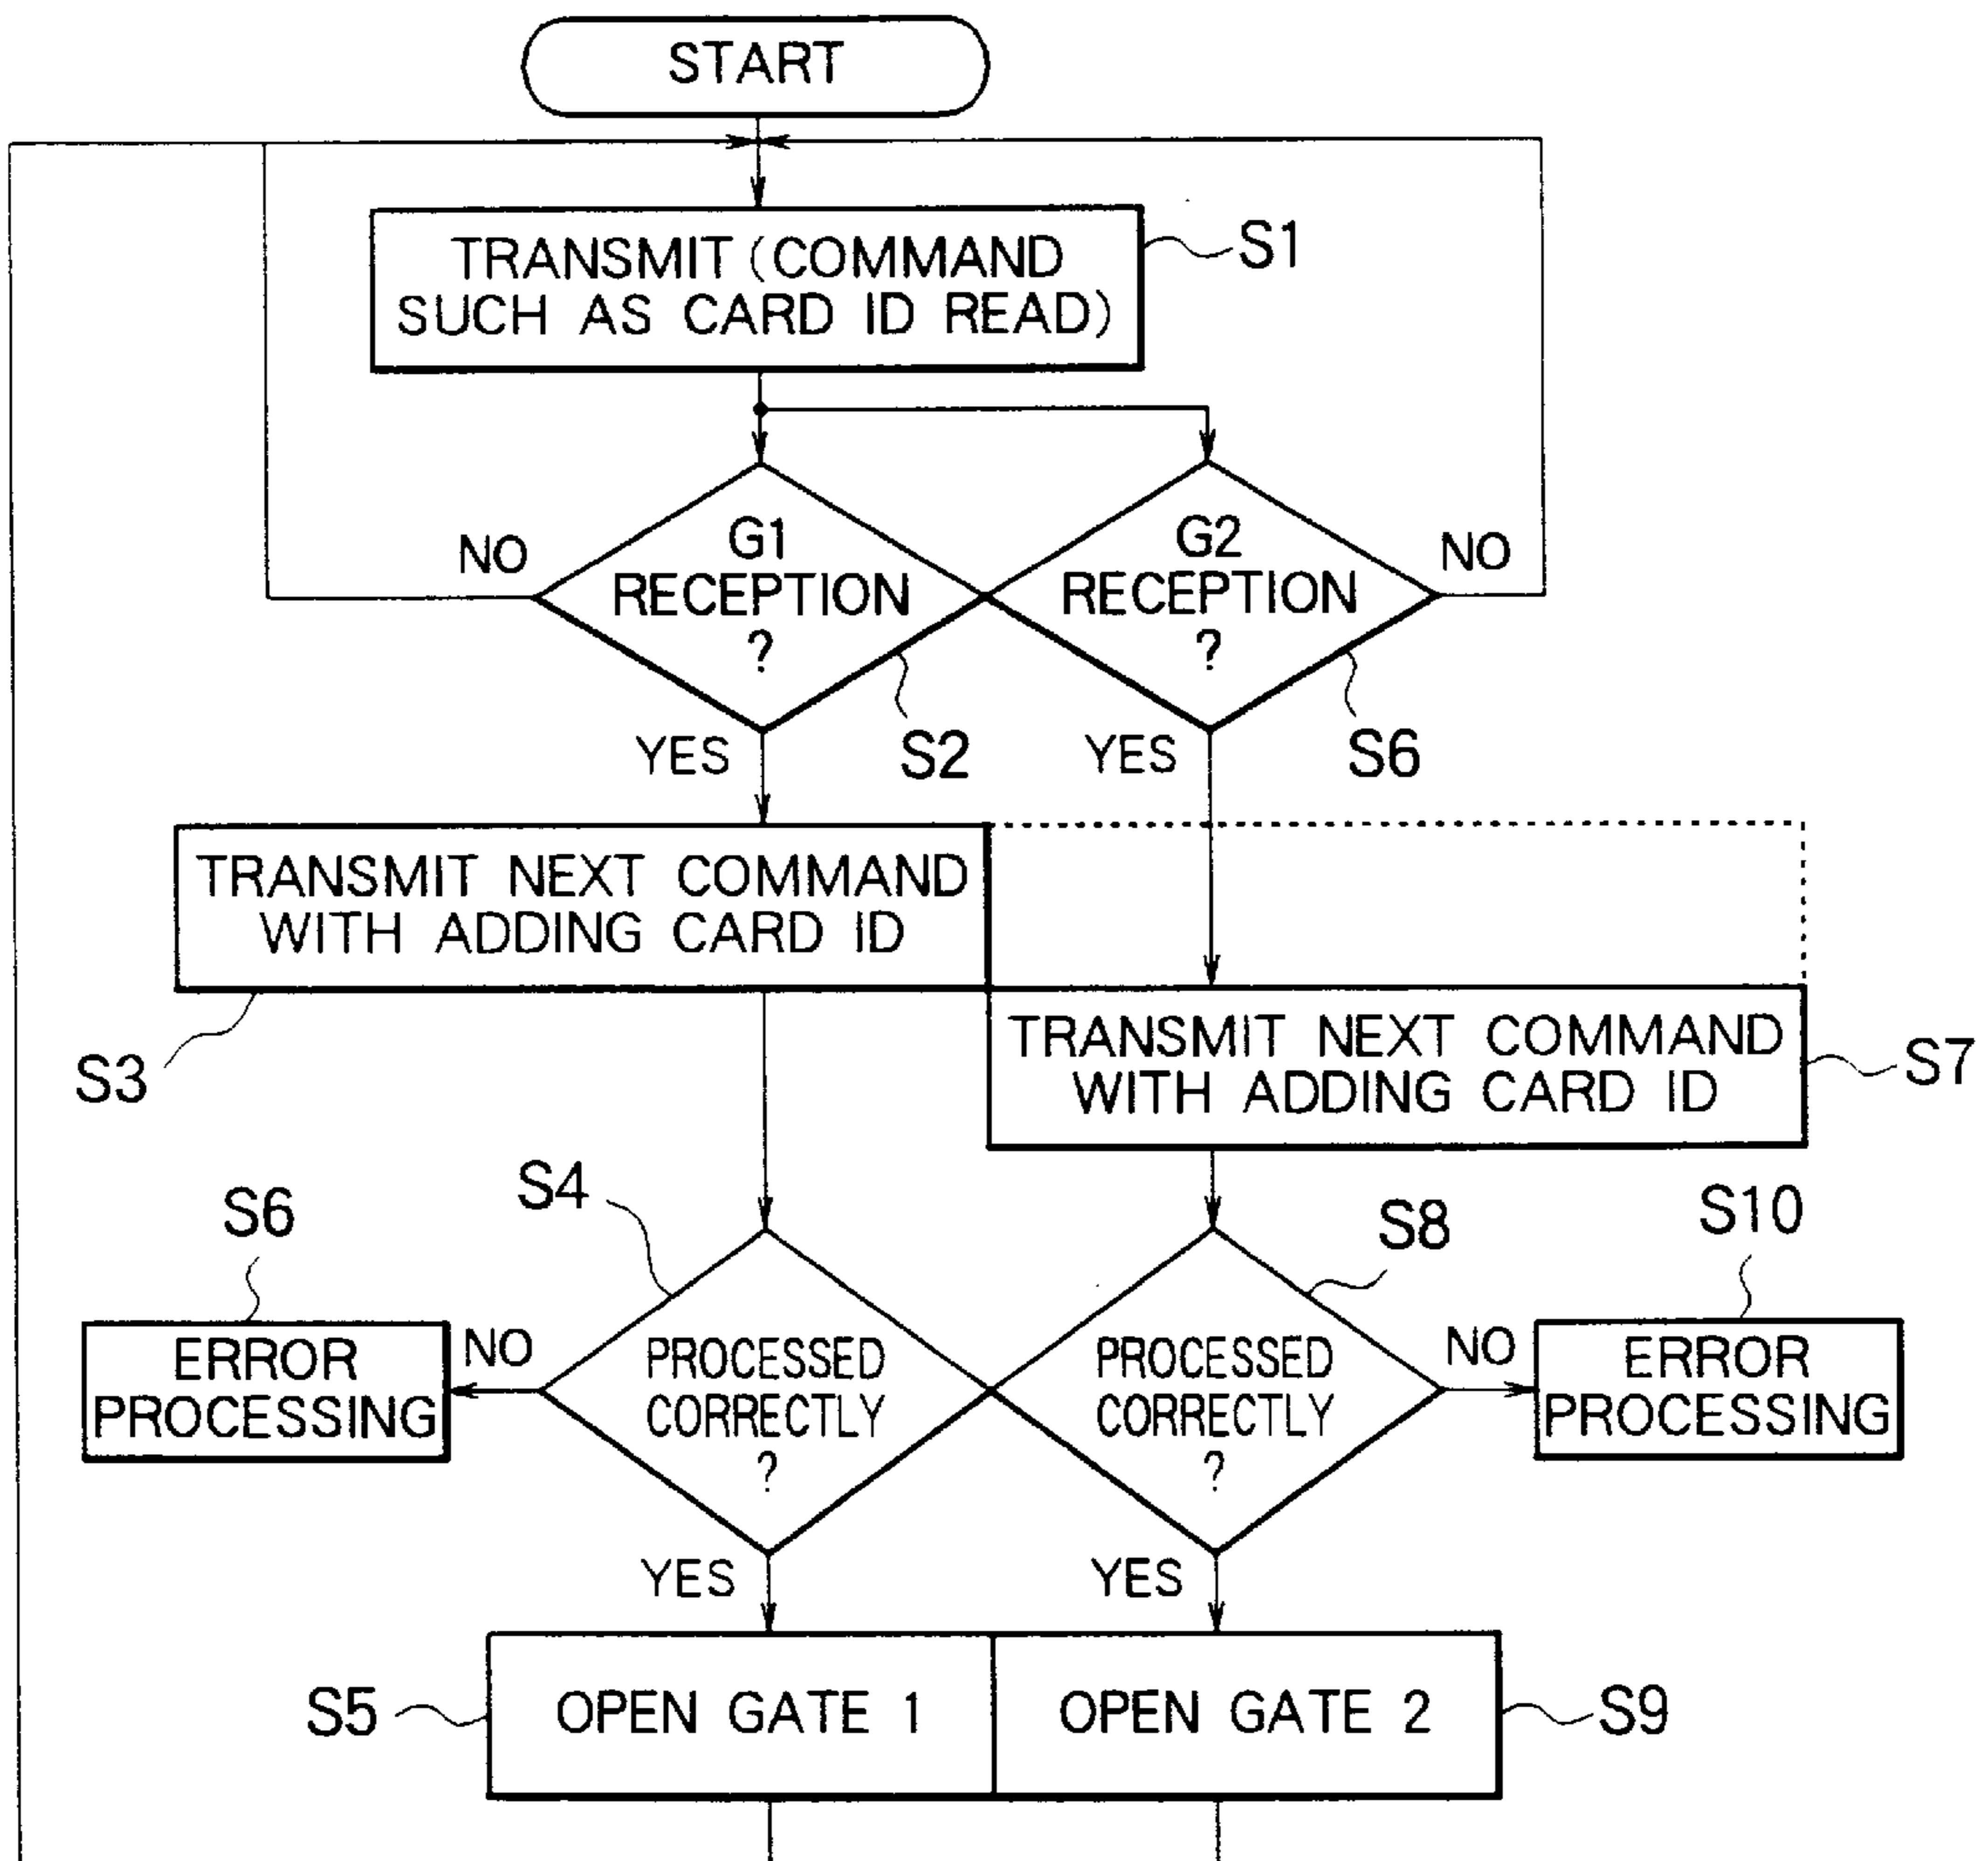 START
TRANSMIT (COMMAND
SUCH AS CARD ID READ)
S1
G1
RECEPTION
?
NO
S2
YES
G2
RECEPTION
?
NO
S6
YES
TRANSMIT NEXT COMMAND
WITH ADDING CARD ID
S3
TRANSMIT NEXT COMMAND
WITH ADDING CARD ID
S7
S4
PROCESSED
CORRECTLY
?
NO
S6
ERROR
PROCESSING
YES
S8
PROCESSED
CORRECTLY
?
NO
S10
ERROR
PROCESSING
YES
S5
OPEN GATE 1
OPEN GATE 2
S9